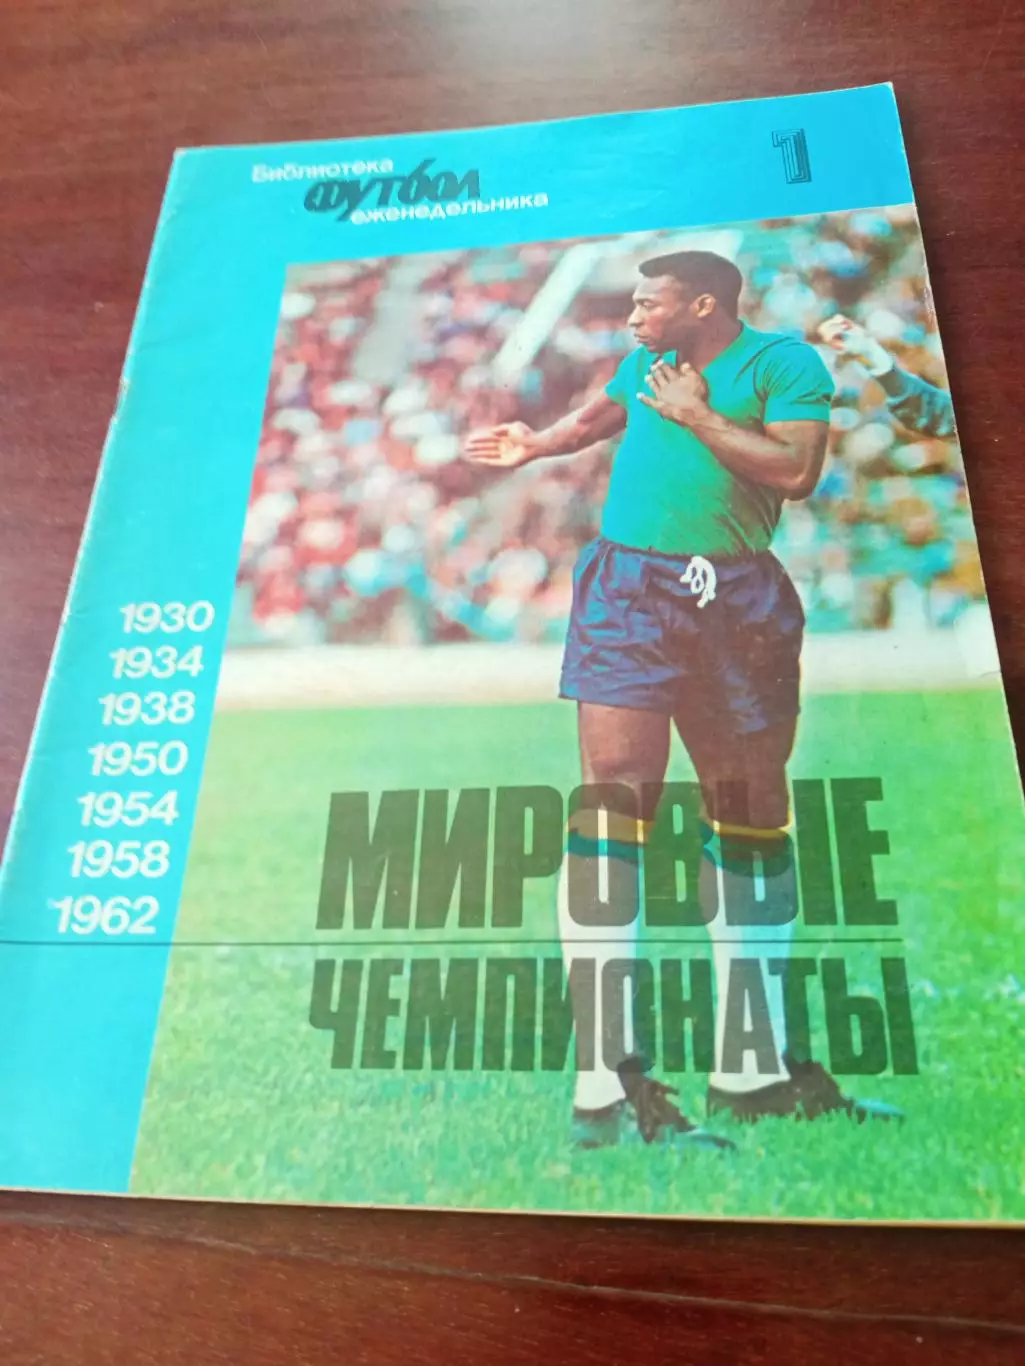 Библиотека
ФУТБОЛ
еженедельника
1
1930
1934
1938
1950
1954
1958
1962
МИРОВЫЕ
ЧЕМПИОНАТЫ